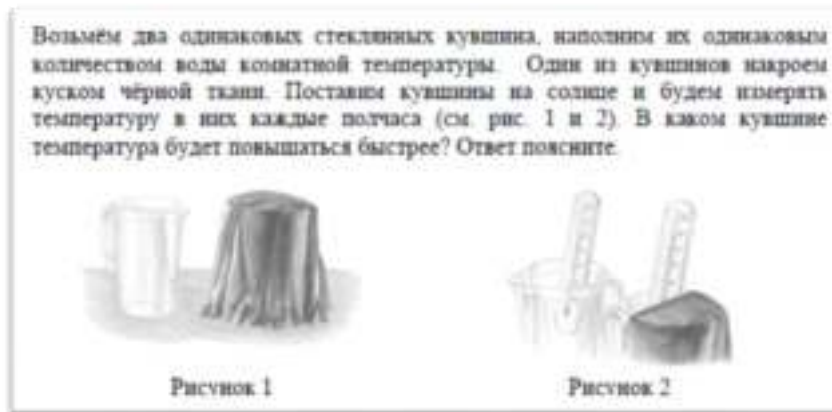 Возьмём два одинаковых стеклянных кувшина, наполним их одинаковым
количеством воды комнатной температуры. Один из кувшинов накроем
куском чёрной ткани. Поставим кувшины на солнце и будем измерять
температуру в них каждые полчаса (см. рис. 1 и 2). В каком кувшине
температура будет повышаться быстрее? Ответ поясните.
Рисунок 1
Рисунок 2